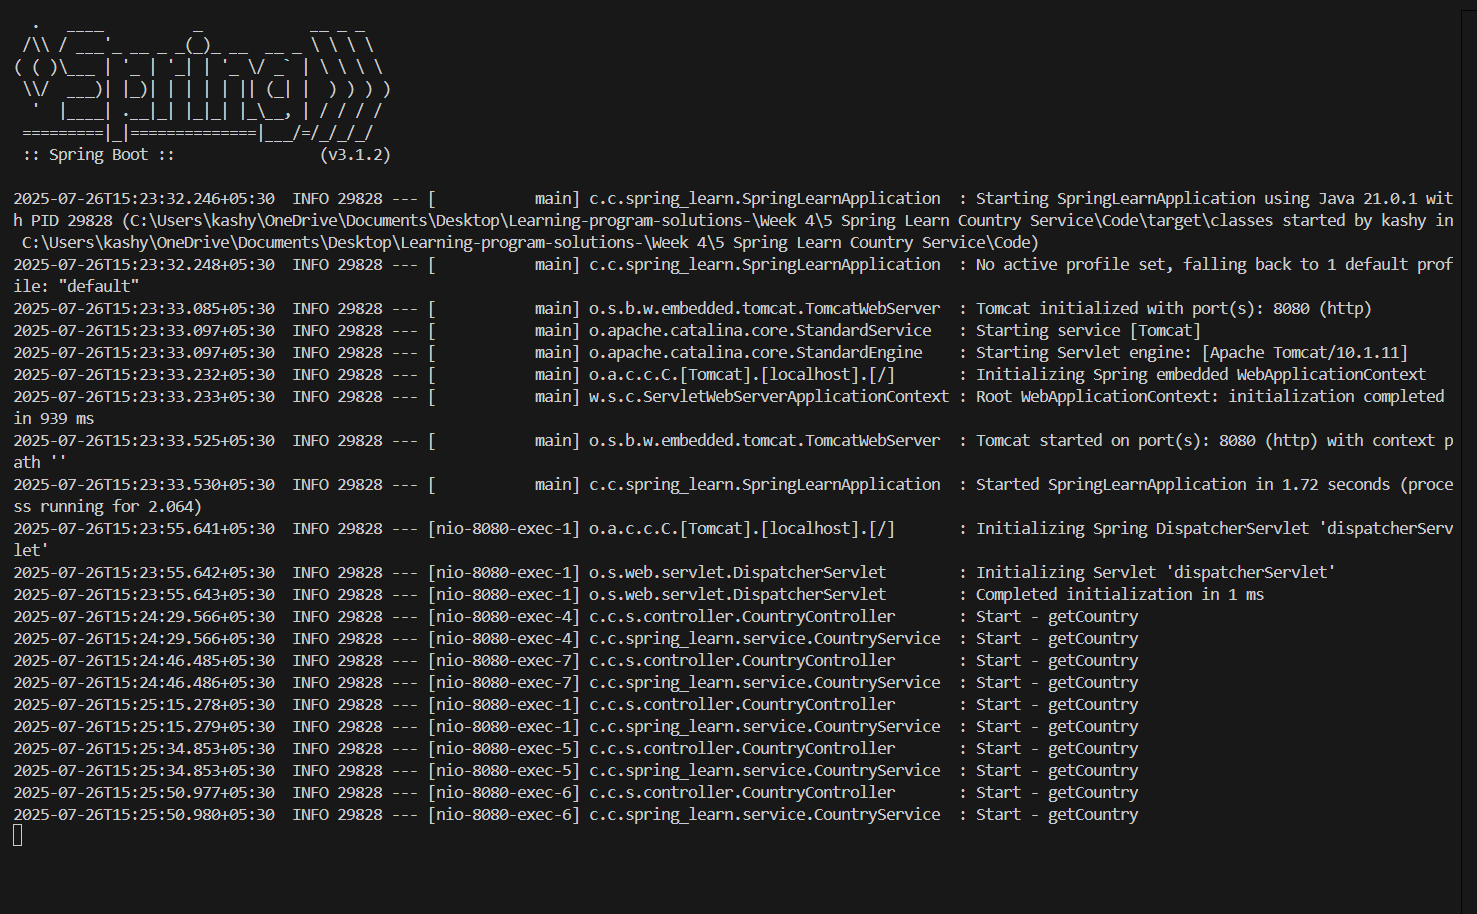 .   ____          _            __ _ _
 /\\ / ___'_ __ _ _(_)_ __  __ _ \ \ \ \
( ( )\___ | '_ | '_| | '_ \/ _` | \ \ \ \
 \\/  ___)| |_)| | | | | || (_| |  ) ) ) )
  '  |____| .__|_| |_|_| |_\__, | / / / /
 =========|_|==============|___/=/_/_/_/
 :: Spring Boot ::                (v3.1.2)

2025-07-26T15:23:32.246+05:30  INFO 29828 --- [           main] c.c.spring_learn.SpringLearnApplication  : Starting SpringLearnApplication using Java 21.0.1 wit
h PID 29828 (C:\Users\kashy\OneDrive\Documents\Desktop\Learning-program-solutions-\Week 4\5 Spring Learn Country Service\Code\target\classes started by kashy in
 C:\Users\kashy\OneDrive\Documents\Desktop\Learning-program-solutions-\Week 4\5 Spring Learn Country Service\Code)
2025-07-26T15:23:32.248+05:30  INFO 29828 --- [           main] c.c.spring_learn.SpringLearnApplication  : No active profile set, falling back to 1 default prof
ile: "default"
2025-07-26T15:23:33.085+05:30  INFO 29828 --- [           main] o.s.b.w.embedded.tomcat.TomcatWebServer  : Tomcat initialized with port(s): 8080 (http)
2025-07-26T15:23:33.097+05:30  INFO 29828 --- [           main] o.apache.catalina.core.StandardService   : Starting service [Tomcat]
2025-07-26T15:23:33.097+05:30  INFO 29828 --- [           main] o.apache.catalina.core.StandardEngine    : Starting Servlet engine: [Apache Tomcat/10.1.11]
2025-07-26T15:23:33.232+05:30  INFO 29828 --- [           main] o.a.c.c.C.[Tomcat].[localhost].[/]       : Initializing Spring embedded WebApplicationContext
2025-07-26T15:23:33.233+05:30  INFO 29828 --- [           main] w.s.c.ServletWebServerApplicationContext : Root WebApplicationContext: initialization completed
in 939 ms
2025-07-26T15:23:33.525+05:30  INFO 29828 --- [           main] o.s.b.w.embedded.tomcat.TomcatWebServer  : Tomcat started on port(s): 8080 (http) with context p
ath ''
2025-07-26T15:23:33.530+05:30  INFO 29828 --- [           main] c.c.spring_learn.SpringLearnApplication  : Started SpringLearnApplication in 1.72 seconds (proce
ss running for 2.064)
2025-07-26T15:23:55.641+05:30  INFO 29828 --- [nio-8080-exec-1] o.a.c.c.C.[Tomcat].[localhost].[/]       : Initializing Spring DispatcherServlet 'dispatcherServ
let'
2025-07-26T15:23:55.642+05:30  INFO 29828 --- [nio-8080-exec-1] o.s.web.servlet.DispatcherServlet        : Initializing Servlet 'dispatcherServlet'
2025-07-26T15:23:55.643+05:30  INFO 29828 --- [nio-8080-exec-1] o.s.web.servlet.DispatcherServlet        : Completed initialization in 1 ms
2025-07-26T15:24:29.566+05:30  INFO 29828 --- [nio-8080-exec-4] c.c.s.controller.CountryController       : Start - getCountry
2025-07-26T15:24:29.566+05:30  INFO 29828 --- [nio-8080-exec-4] c.c.spring_learn.service.CountryService  : Start - getCountry
2025-07-26T15:24:46.485+05:30  INFO 29828 --- [nio-8080-exec-7] c.c.s.controller.CountryController       : Start - getCountry
2025-07-26T15:24:46.486+05:30  INFO 29828 --- [nio-8080-exec-7] c.c.spring_learn.service.CountryService  : Start - getCountry
2025-07-26T15:25:15.278+05:30  INFO 29828 --- [nio-8080-exec-1] c.c.s.controller.CountryController       : Start - getCountry
2025-07-26T15:25:15.279+05:30  INFO 29828 --- [nio-8080-exec-1] c.c.spring_learn.service.CountryService  : Start - getCountry
2025-07-26T15:25:34.853+05:30  INFO 29828 --- [nio-8080-exec-5] c.c.s.controller.CountryController       : Start - getCountry
2025-07-26T15:25:34.853+05:30  INFO 29828 --- [nio-8080-exec-5] c.c.spring_learn.service.CountryService  : Start - getCountry
2025-07-26T15:25:50.977+05:30  INFO 29828 --- [nio-8080-exec-6] c.c.s.controller.CountryController       : Start - getCountry
2025-07-26T15:25:50.980+05:30  INFO 29828 --- [nio-8080-exec-6] c.c.spring_learn.service.CountryService  : Start - getCountry